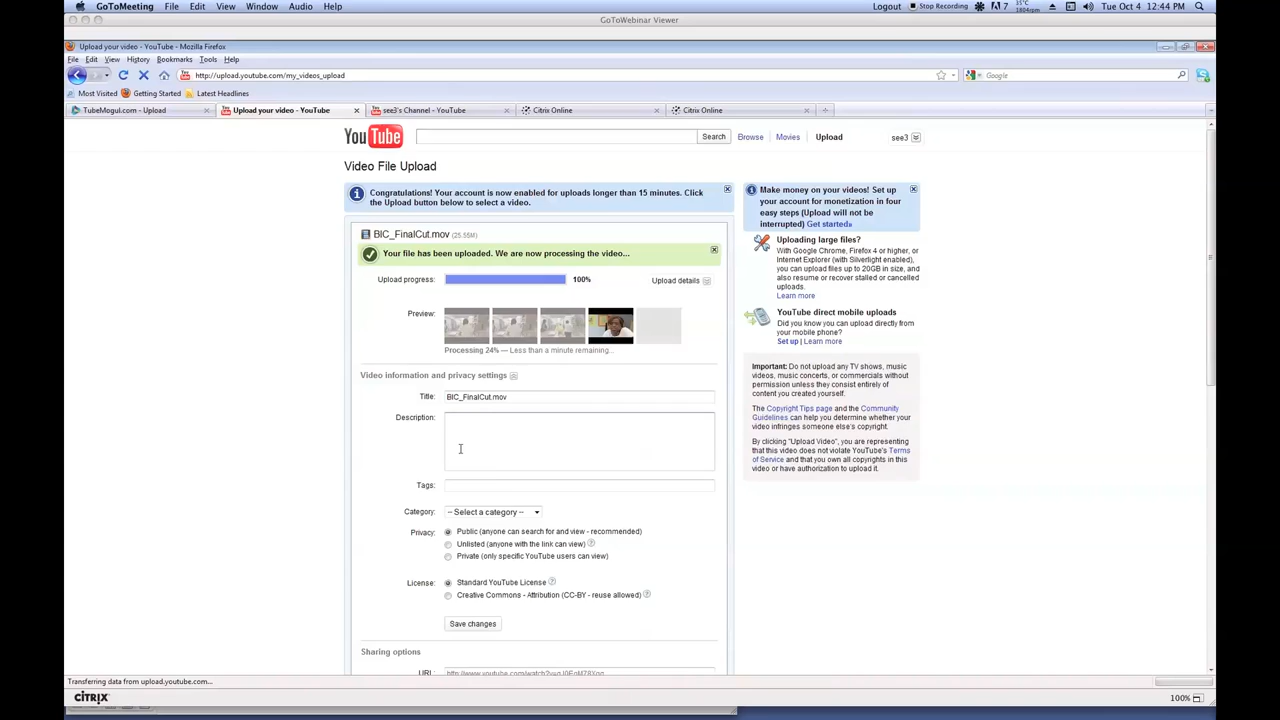 GoToMeeting File Edit View Window Audio Help Logout Stop Recording 7 35°C 1804rpm Tue Oct 4 12:44 PM
GoToWebinar Viewer
Upload your video - YouTube - Mozilla Firefox
File Edit View History Bookmarks Tools Help
http://upload.youtube.com/my_videos_upload Google
Most Visited Getting Started Latest Headlines
TubeMogul.com - Upload Upload your video - YouTube see3's Channel - YouTube Citrix Online Citrix Online
YouTube Search Browse Movies Upload see3
Video File Upload
Congratulations! Your account is now enabled for uploads longer than 15 minutes. Click
the Upload button below to select a video.
BIC_FinalCut.mov (25.55M)
Your file has been uploaded. We are now processing the video...
Upload progress: 100% Upload details
Preview:
Processing 24% — Less than a minute remaining...
Video information and privacy settings
Title: BIC_FinalCut.mov
Description:
Tags:
Category: -- Select a category --
Privacy: Public (anyone can search for and view - recommended)
Unlisted (anyone with the link can view)
Private (only specific YouTube users can view)
License: Standard YouTube License
Creative Commons - Attribution (CC-BY - reuse allowed)
Save changes
Sharing options
URL:
Make money on your videos! Set up
your account for monetization in four
easy steps (Upload will not be
interrupted) Get started»
Uploading large files?
With Google Chrome, Firefox 4 or higher, or
Internet Explorer (with Silverlight enabled),
you can upload files up to 20GB in size, and
also resume or recover stalled or cancelled
uploads.
Learn more
YouTube direct mobile uploads
Did you know you can upload directly from
your mobile phone?
Set up | Learn more
Important: Do not upload any TV shows, music
videos, music concerts, or commercials without
permission unless they consist entirely of
content you created yourself.
The Copyright Tips page and the Community
Guidelines can help you determine whether your
video infringes someone else's copyright.
By clicking "Upload Video", you are representing
that this video does not violate YouTube's Terms
of Service and that you own all copyrights in this
video or have authorization to upload it.
Transferring data from upload.youtube.com...
CITRIX 100%